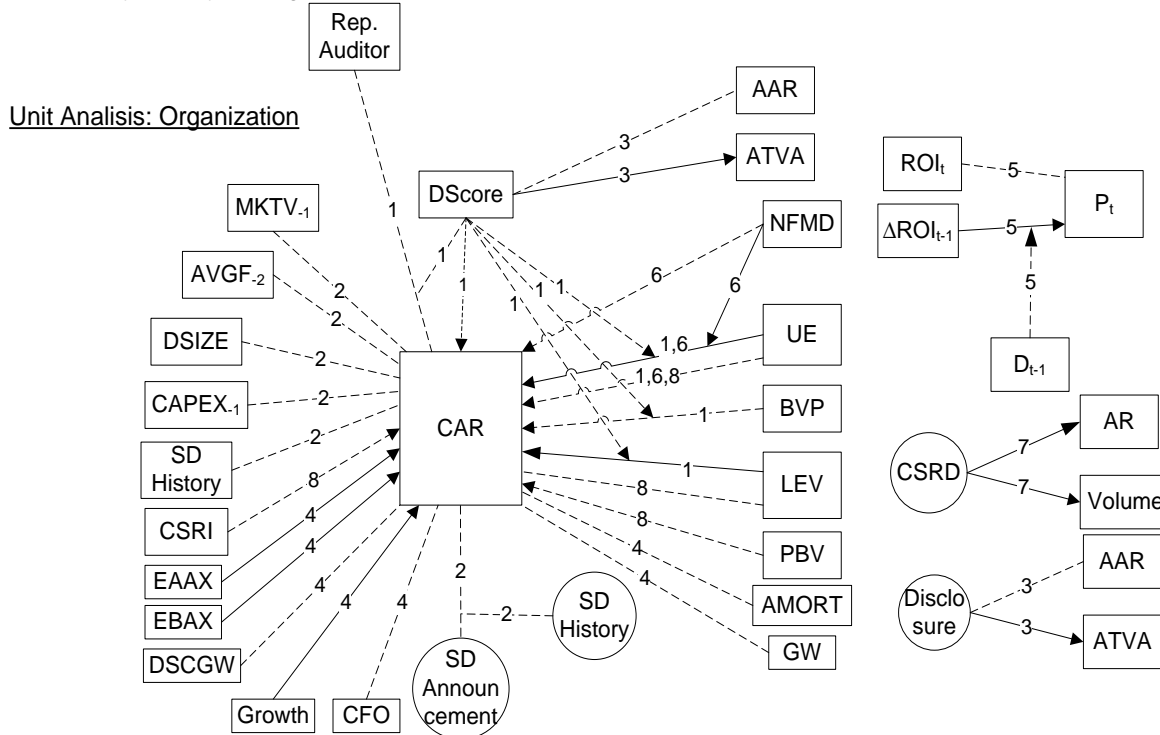 Rep.
Auditor
Unit Analisis: Organization
AAR
3
ATVA
3
DScore
MKTV-1
1
1
NFMD
ROIt
5
Pt
ΔROIt-1
5
AVGF-2
2
2
1
1
1
1
6
6
5
DSIZE
2
UE
1,6
1,6,8
Dt-1
CAPEX-1
2
CAR
BVP
1
AR
SD
History
2
LEV
1
CSRD
7
7
Volume
CSRI
8
8
PBV
8
EAAX
4
EBAX
4
AMORT
4
AAR
3
Disclo
sure
3
ATVA
DSCGW
4
GW
4
Growth
4
CFO
4
2
SD
History
2
SD
Announ
cement